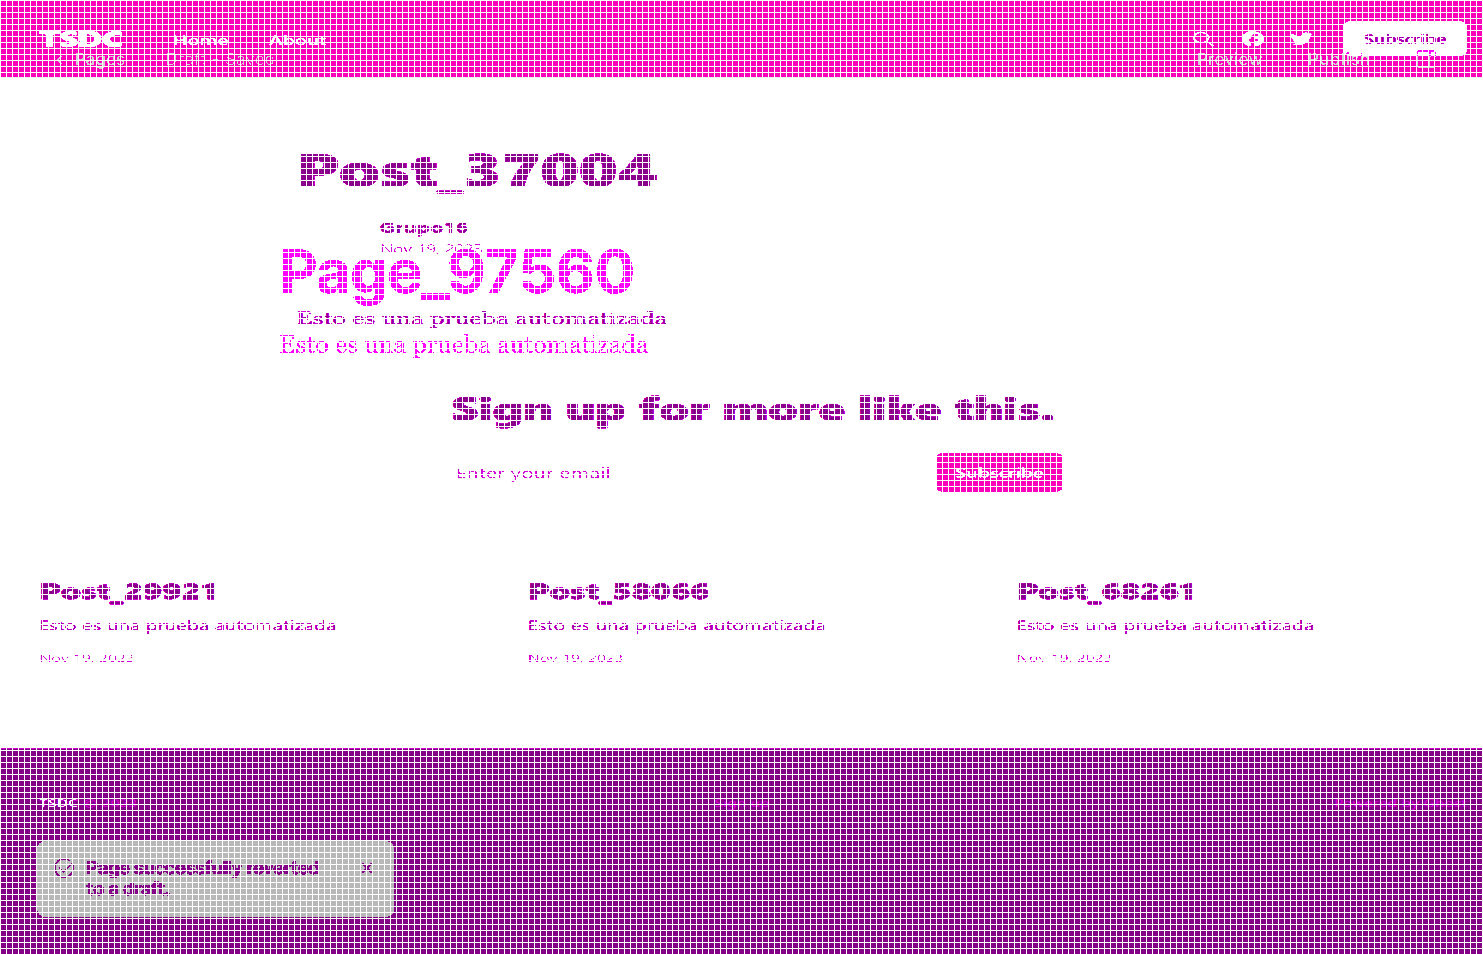 TSDC Home About Subscribe
Pages Draft - Saved Preview Publish
Post_37004
Grupo16
Nov 19, 2023
Page_97560
Esto es una prueba automatizada
Esto es una prueba automatizada
Sign up for more like this.
Enter your email Subscribe
Post_29921 Post_58066 Post_68261
Esto es una prueba automatizada Esto es una prueba automatizada Esto es una prueba automatizada
Nov 19, 2023 Nov 19, 2023 Nov 19, 2023
TSDC
Page successfully reverted
to a draft.